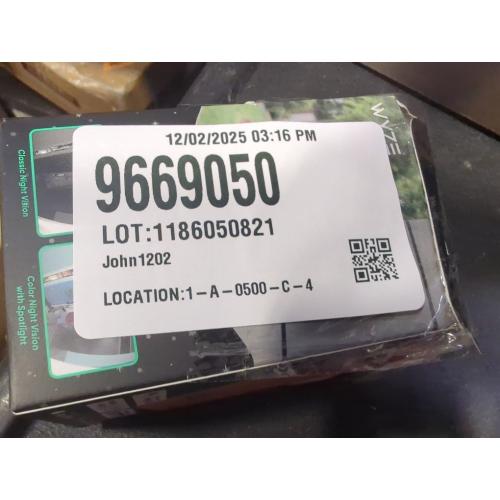 12/02/2025 03:16 PM
9669050
LOT:1186050821
John1202
LOCATION:1-A-0500-C-4
Classic Night Vision
Color Night Vision
with Spotlight
WYZE